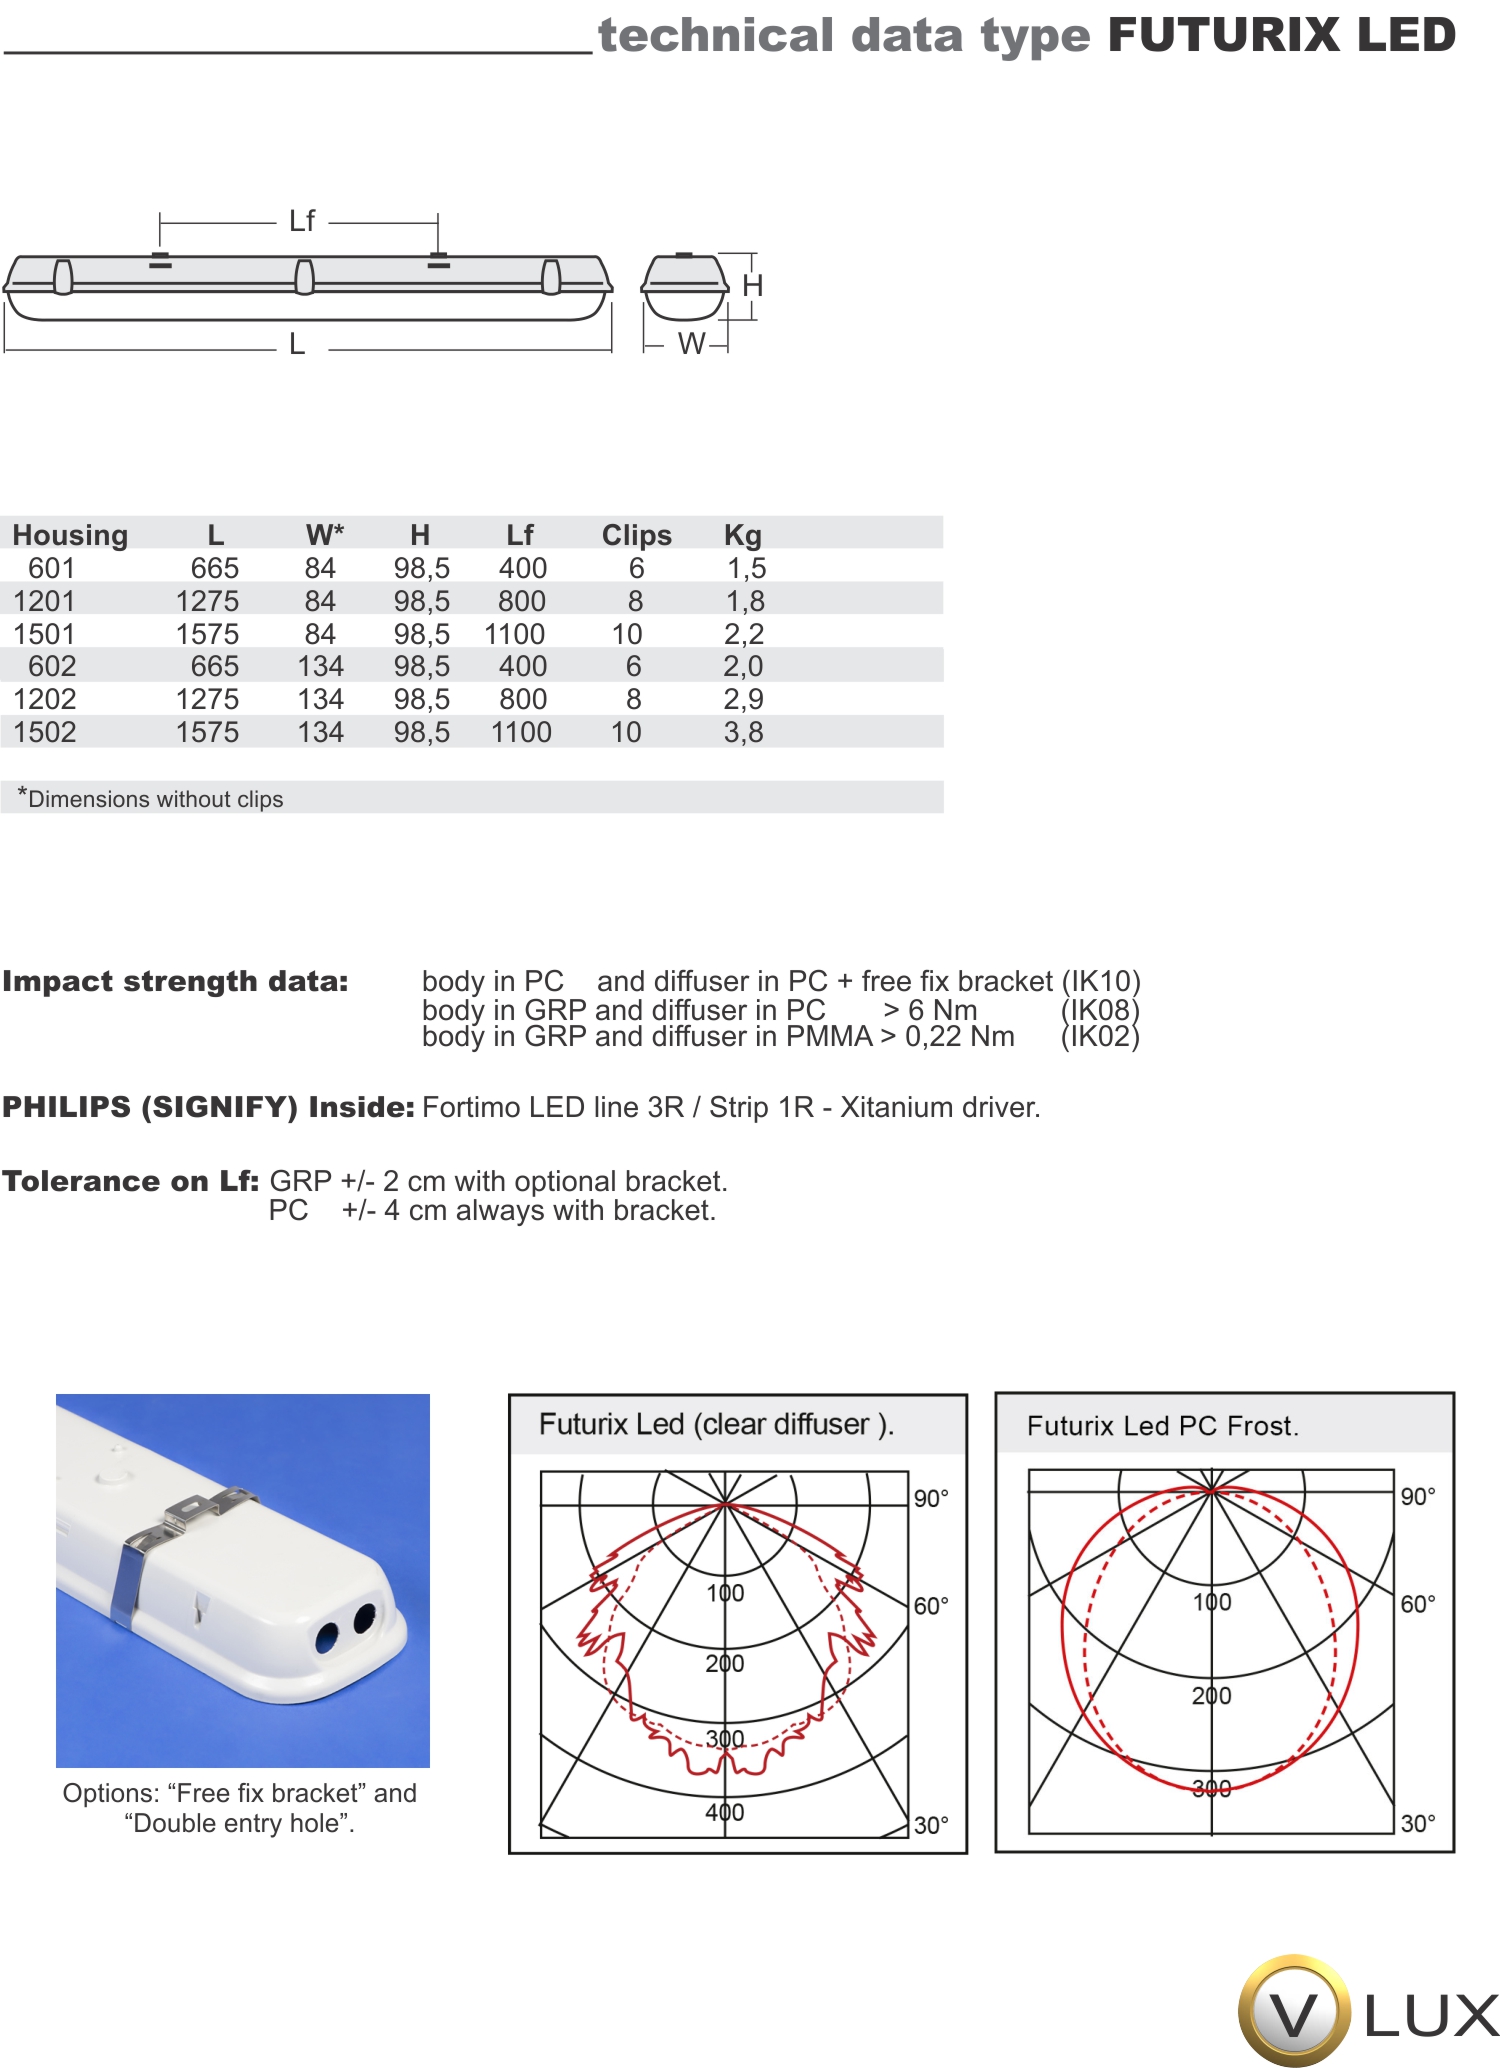 technical data type FUTURIX LED
Lf
H
L
W
Housing L W* H Lf Clips Kg
601 665 84 98,5 400 6 1,5
1201 1275 84 98,5 800 8 1,8
1501 1575 84 98,5 1100 10 2,2
602 665 134 98,5 400 6 2,0
1202 1275 134 98,5 800 8 2,9
1502 1575 134 98,5 1100 10 3,8
*Dimensions without clips
Impact strength data: body in PC and diffuser in PC + free fix bracket (IK10)
body in GRP and diffuser in PC > 6 Nm (IK08)
body in GRP and diffuser in PMMA > 0,22 Nm (IK02)
PHILIPS (SIGNIFY) Inside: Fortimo LED line 3R / Strip 1R - Xitanium driver.
Tolerance on Lf: GRP +/- 2 cm with optional bracket.
PC +/- 4 cm always with bracket.
Options: “Free fix bracket” and
“Double entry hole”.
Futurix Led (clear diffuser ).
90°
100
60°
200
300
400
30°
Futurix Led PC Frost.
90°
100
60°
200
300
30°
V LUX